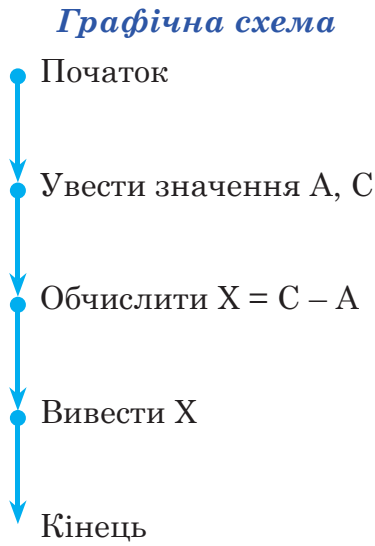 Графічна схема
Початок
Увести значення А, С
Обчислити Х = С – А
Вивести Х
Кінець